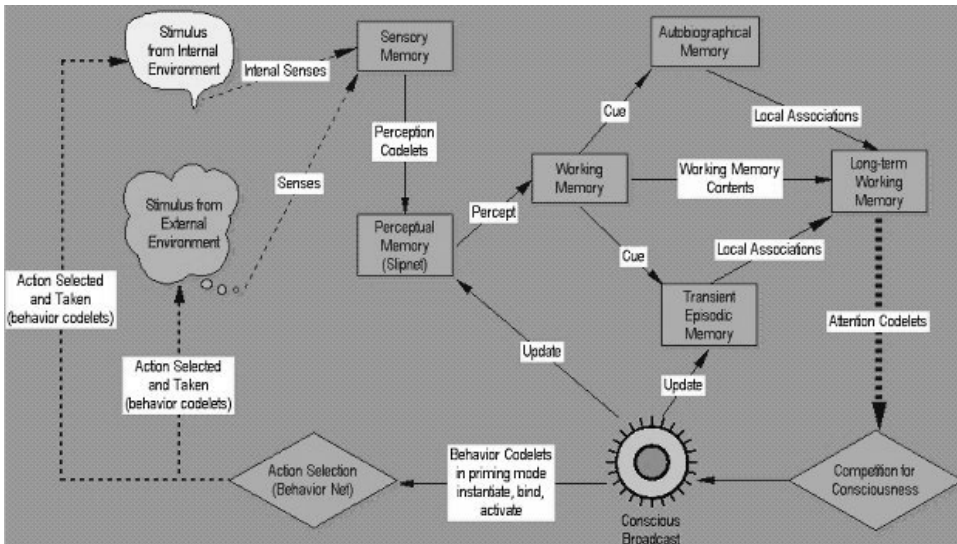 Stimulus
from Internal
Environment
Intenal Senses
Sensory
Memory
Autobiographical
Memory
Perception
Codelets
Cue
Local Associations
Senses
Stimulus from
External
Environment
Perceptual
Memory
(Slipnet)
Percept
Working
Memory
Working Memory
Contents
Long-term
Working
Memory
Local Associations
Cue
Transient
Episodic
Memory
Action Selected
and Taken
(behavior codelets)
Action Selected
and Taken
(behavior codelets)
Update
Update
Attention Codelets
Action Selection
(Behavior Net)
Behavior Codelets
in priming mode
instantiate, bind,
activate
Conscious
Broadcast
Competition for
Consciousness